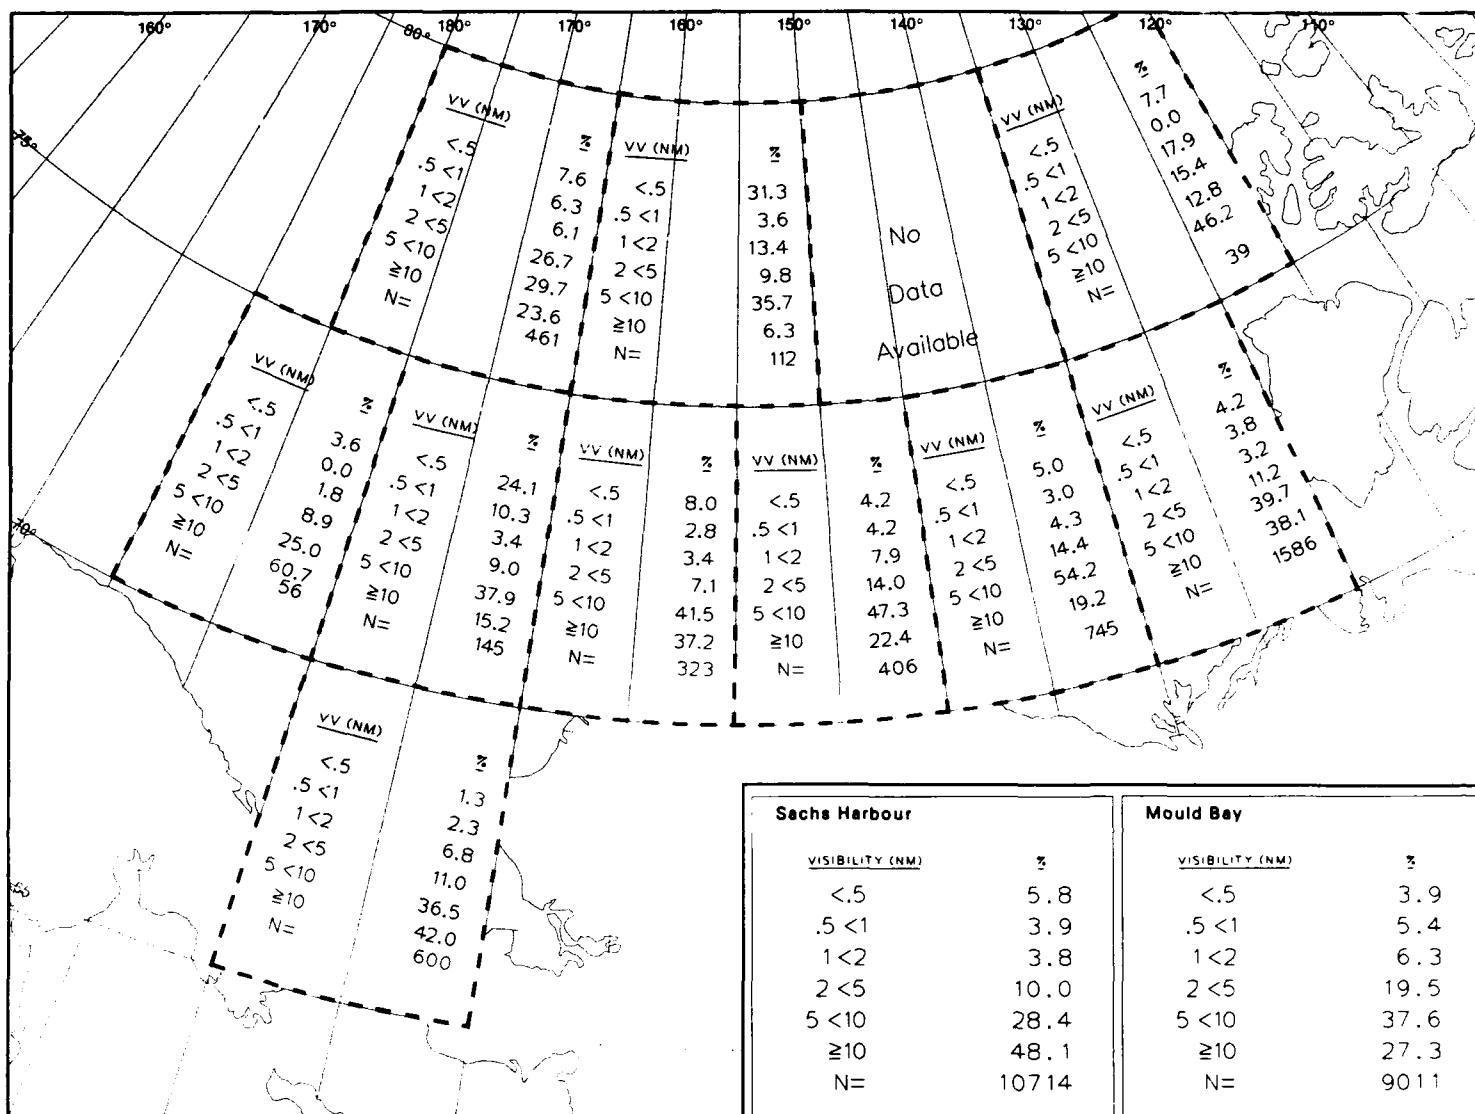 160° 170° 180° 170° 160° 150° 140° 130° 120° 110°
80°
75°
70°
65
VV (NM) %
<.5 7.6
.5 <1 6.3
1 <2 6.1
2 <5 26.7
5 <10 29.7
≥10 23.6
N= 461
VV (NM) %
<.5 31.3
.5 <1 3.6
1 <2 13.4
2 <5 9.8
5 <10 35.7
≥10 6.3
N= 112
No
Data
Available
VV (NM) %
<.5 7.7
.5 <1 0.0
1 <2 17.9
2 <5 15.4
5 <10 12.8
≥10 46.2
N= 39
VV (NM) %
<.5 3.6
.5 <1 0.0
1 <2 1.8
2 <5 8.9
5 <10 25.0
≥10 60.7
N= 56
VV (NM) %
<.5 24.1
.5 <1 10.3
1 <2 3.4
2 <5 9.0
5 <10 37.9
≥10 15.2
N= 145
VV (NM) %
<.5 8.0
.5 <1 2.8
1 <2 3.4
2 <5 7.1
5 <10 41.5
≥10 37.2
N= 323
VV (NM) %
<.5 4.2
.5 <1 4.2
1 <2 7.9
2 <5 14.0
5 <10 47.3
≥10 22.4
N= 406
VV (NM) %
<.5 5.0
.5 <1 3.0
1 <2 4.3
2 <5 14.4
5 <10 54.2
≥10 19.2
N= 745
VV (NM) %
<.5 4.2
.5 <1 3.8
1 <2 3.2
2 <5 11.2
5 <10 39.7
≥10 38.1
N= 1586
VV (NM) %
<.5 1.3
.5 <1 2.3
1 <2 6.8
2 <5 11.0
5 <10 36.5
≥10 42.0
N= 600
Sachs Harbour
VISIBILITY (NM) %
<.5 5.8
.5 <1 3.9
1 <2 3.8
2 <5 10.0
5 <10 28.4
≥10 48.1
N= 10714
Mould Bay
VISIBILITY (NM) %
<.5 3.9
.5 <1 5.4
1 <2 6.3
2 <5 19.5
5 <10 37.6
≥10 27.3
N= 9011